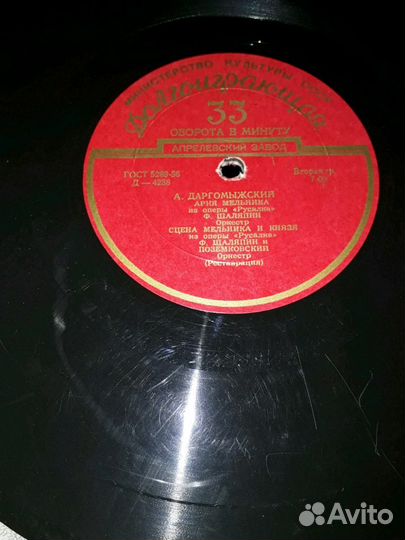 МИНИСТЕРСТВО КУЛЬТУРЫ СССР
Долгоиграющая
33
ОБОРОТА В МИНУТУ
АПРЕЛЕВСКИЙ ЗАВОД
ГОСТ 5289-56
Д — 4238
Вторая гр.
А. ДАРГОМЫЖСКИЙ
АРИЯ МЕЛЬНИКА
из оперы «Русалка»
Ф. ШАЛЯПИН
Оркестр
СЦЕНА МЕЛЬНИКА И КНЯЗЯ
из оперы «Русалка»
Ф. ШАЛЯПИН и
ПОЗЕМКОВСКИЙ
Оркестр
(Реставрация)
Avito